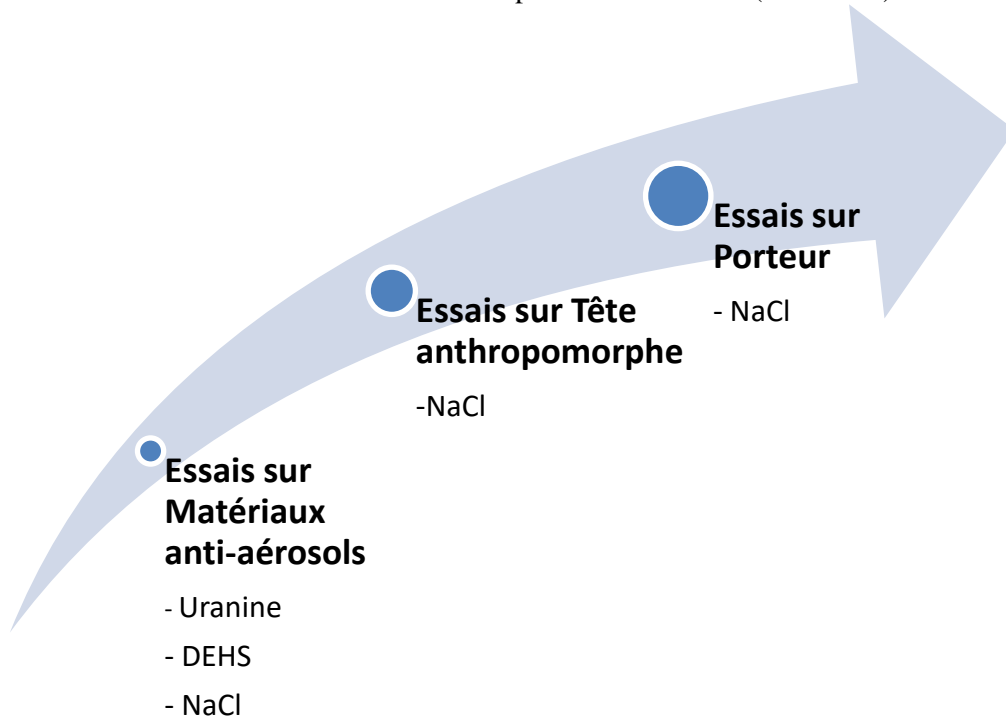 Essais sur
Matériaux
anti-aérosols
- Uranine
- DEHS
- NaCl
Essais sur Tête
anthropomorphe
-NaCl
Essais sur
Porteur
- NaCl